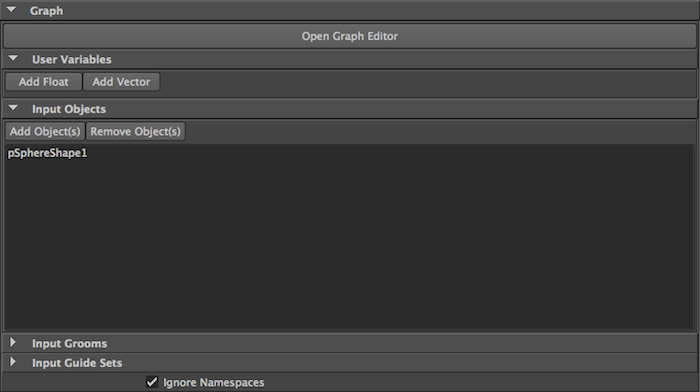 Graph
Open Graph Editor
User Variables
Add Float Add Vector
Input Objects
Add Object(s) Remove Object(s)
pSphereShape1
Input Grooms
Input Guide Sets
Ignore Namespaces